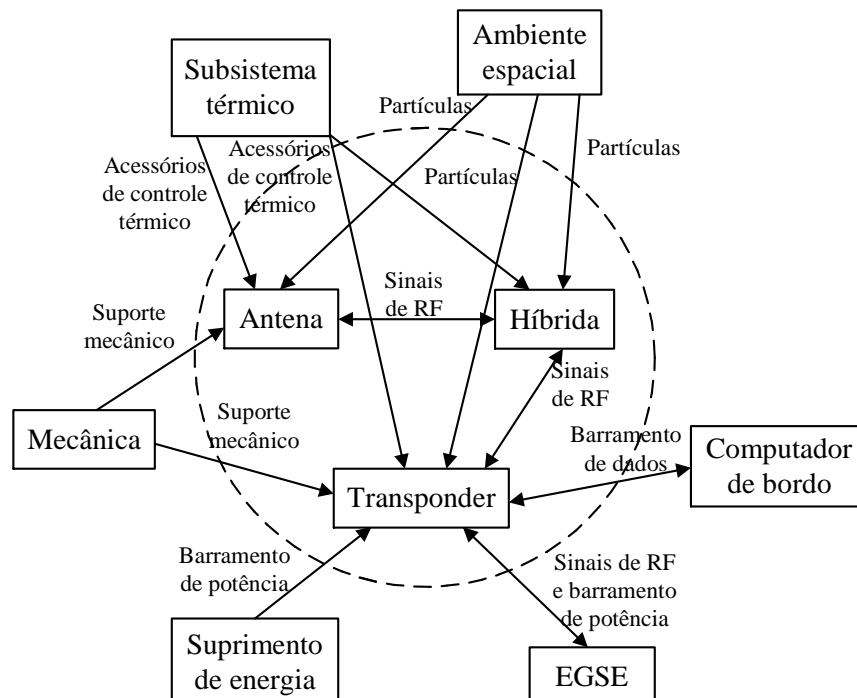 Ambiente
espacial
Subsistema
térmico
Partículas
Acessórios
de controle
térmico
Acessórios
de controle
térmico
Partículas
Partículas
Sinais
de RF
Antena
Híbrida
Suporte
mecânico
Sinais
de RF
Mecânica
Suporte
mecânico
Barramento
de dados
Computador
de bordo
Transponder
Barramento
de potência
Sinais de RF
e barramento
de potência
Suprimento
de energia
EGSE